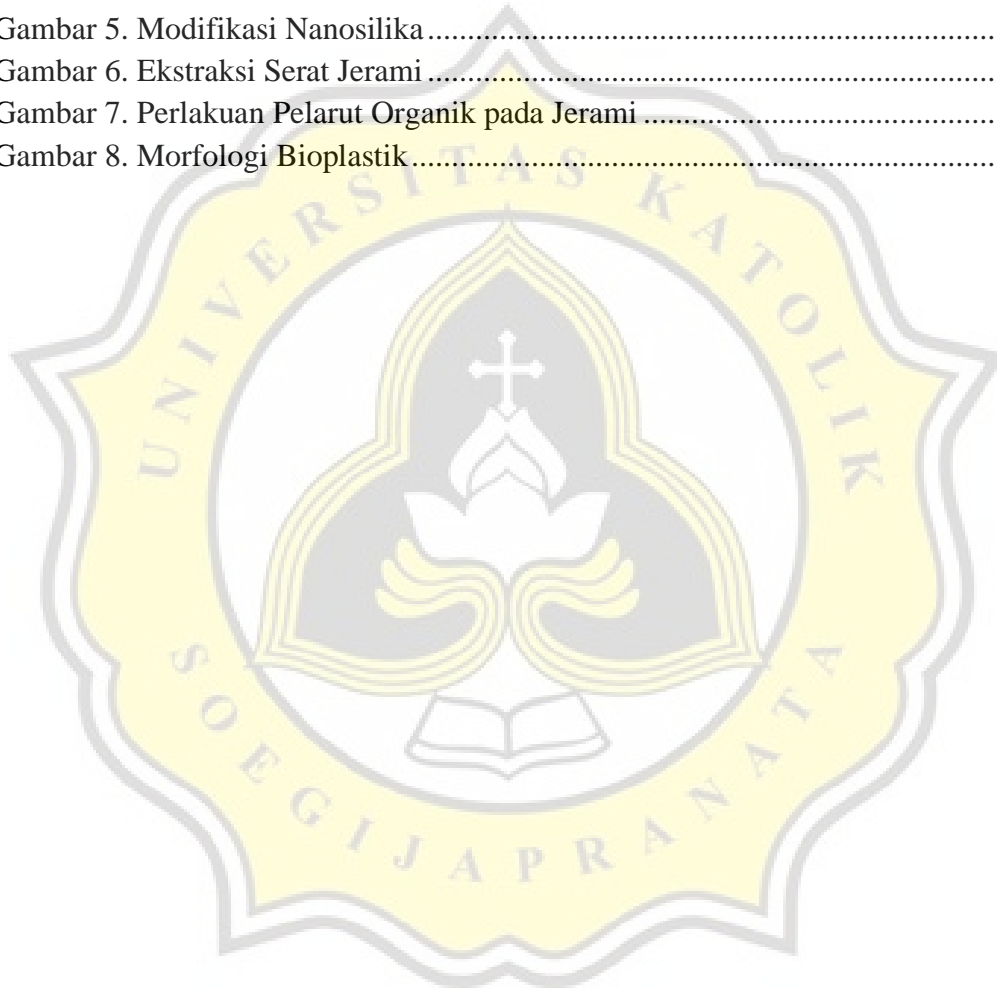 Gambar 5. Modifikasi Nanosilika..............................................................................
Gambar 6. Ekstraksi Serat Jerami..............................................................................
Gambar 7. Perlakuan Pelarut Organik pada Jerami..................................................
Gambar 8. Morfologi Bioplastik................................................................................
UNIVERSITAS KATOLIK
SOEGIJAPRANATA